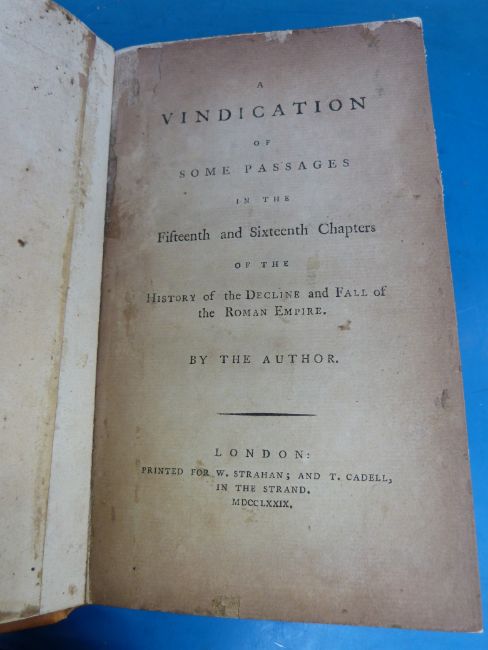 A
VINDICATION
OF
SOME PASSAGES
IN THE
Fifteenth and Sixteenth Chapters
OF THE
HISTORY of the DECLINE and FALL of
the ROMAN EMPIRE.
BY THE AUTHOR.
LONDON:
PRINTED FOR W. STRAHAN; AND T. CADELL,
IN THE STRAND.
MDCCLXXIX.